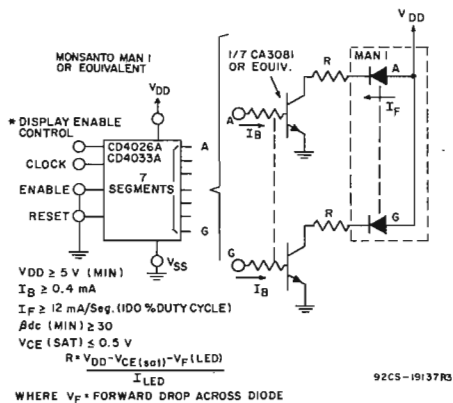 MONSANTO MAN 1
OR EQUIVALENT
VDD
* DISPLAY ENABLE
CONTROL
CLOCK
ENABLE
RESET
CD4026A
CD4033A
7
SEGMENTS
A
G
VSS
1/7 CA3081
OR EQUIV.
A
IB
R
VDD
MAN 1
A
IF
R
G
G
IB
VDD ≥ 5 V (MIN)
IB ≥ 0.4 mA
IF ≥ 12 mA/Seg. (100 % DUTY CYCLE)
βdc (MIN) ≥ 30
VCE (SAT) ≤ 0.5 V
R = VDD - VCE(sat) - VF (LED)
ILED
WHERE VF = FORWARD DROP ACROSS DIODE
92CS-19137R3